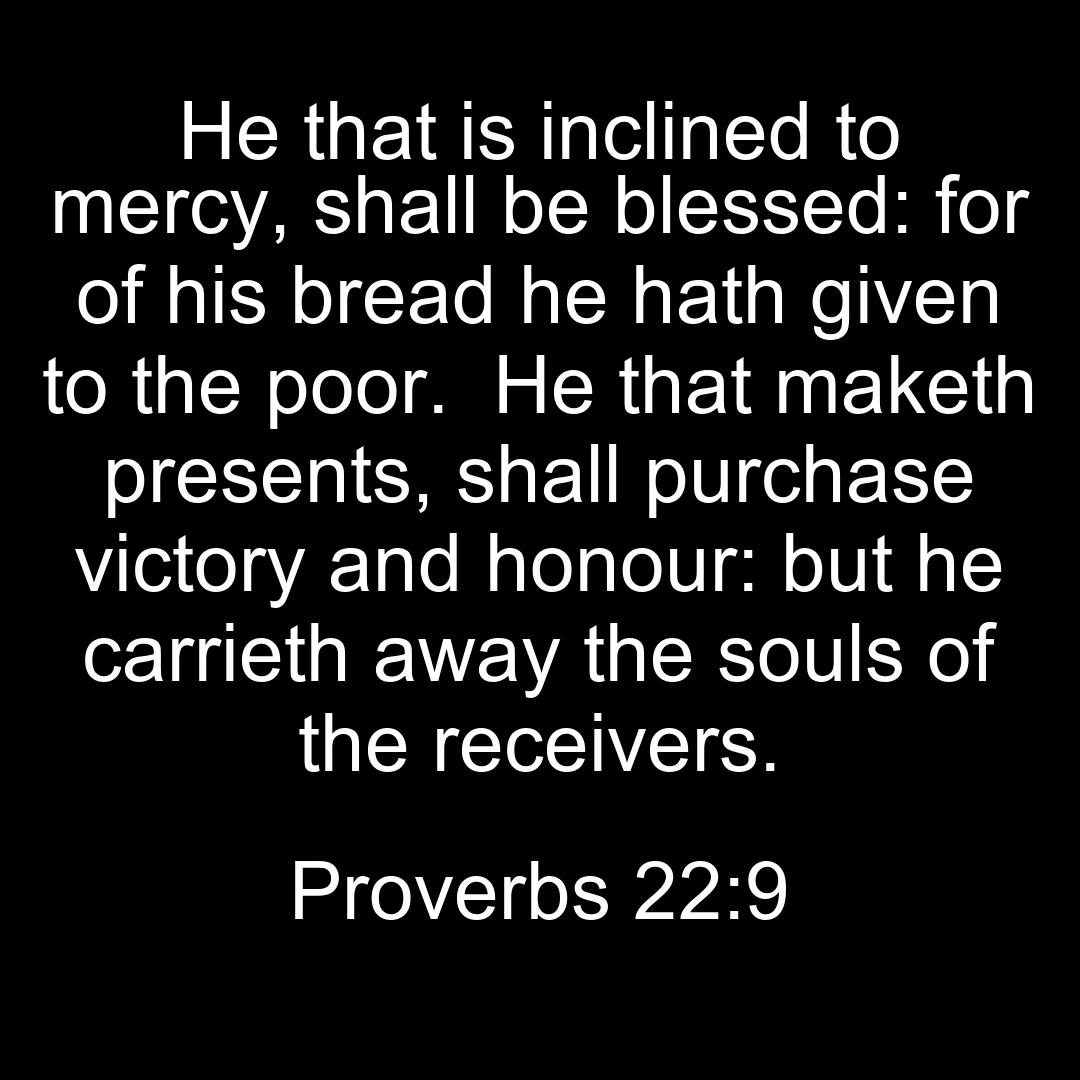 He that is inclined to
mercy, shall be blessed: for
of his bread he hath given
to the poor.  He that maketh
presents, shall purchase
victory and honour: but he
carrieth away the souls of
the receivers.
Proverbs 22:9